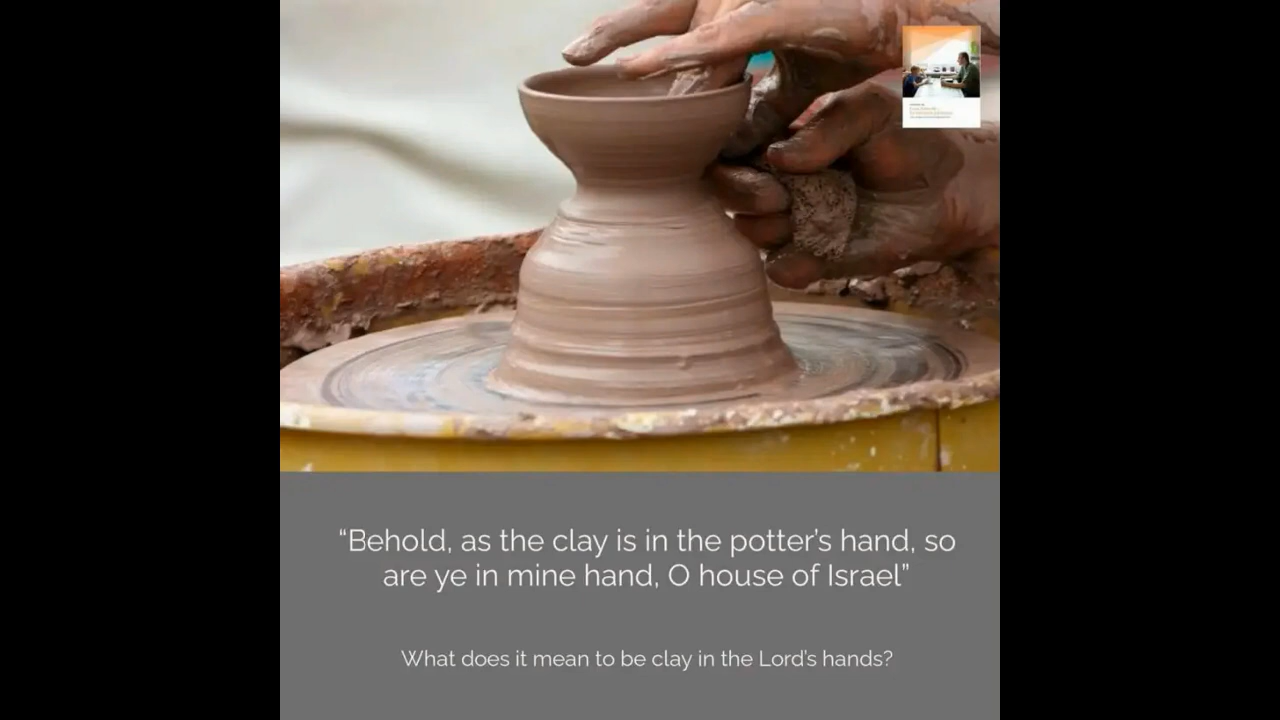 “Behold, as the clay is in the potter’s hand, so
are ye in mine hand, O house of Israel”
What does it mean to be clay in the Lord’s hands?